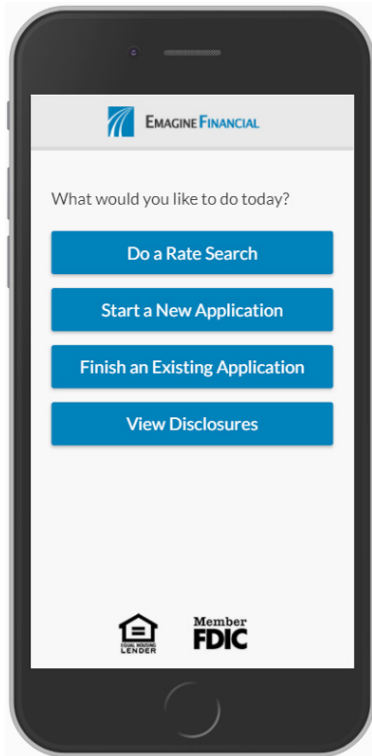 EMAGINE FINANCIAL
What would you like to do today?
Do a Rate Search
Start a New Application
Finish an Existing Application
View Disclosures
EQUAL HOUSING
LENDER
Member
FDIC